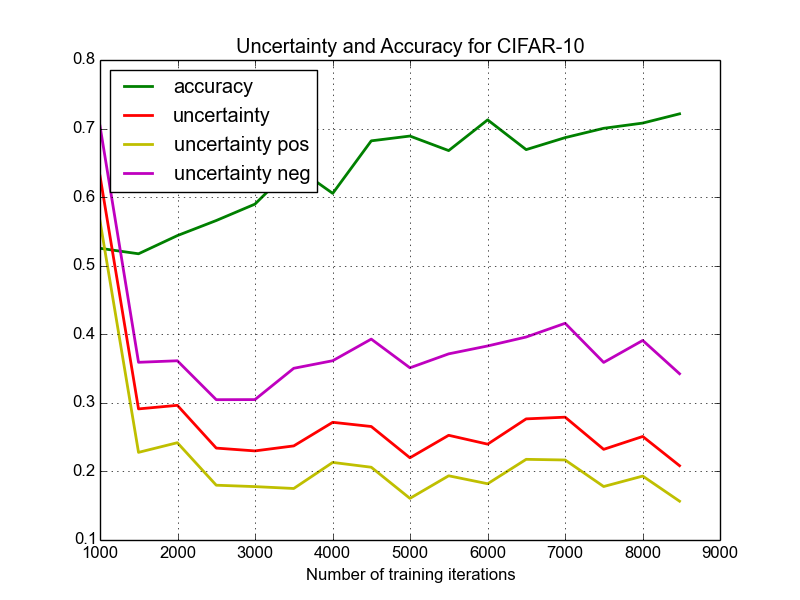 Uncertainty and Accuracy for CIFAR-10
0.8
0.7
0.6
0.5
0.4
0.3
0.2
0.1
accuracy
uncertainty
uncertainty pos
uncertainty neg
1000 2000 3000 4000 5000 6000 7000 8000 9000
Number of training iterations